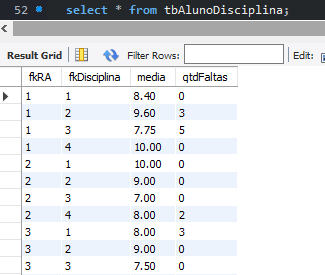 52 select * from tbAlunoDisciplina;
Result Grid Filter Rows: Edit:
fkRA fkDisciplina media qtdFaltas
1 1 8.40 0
1 2 9.60 3
1 3 7.75 5
1 4 10.00 0
2 1 10.00 0
2 2 9.00 0
2 3 7.00 0
2 4 8.00 2
3 1 8.00 3
3 2 9.00 0
3 3 7.50 0